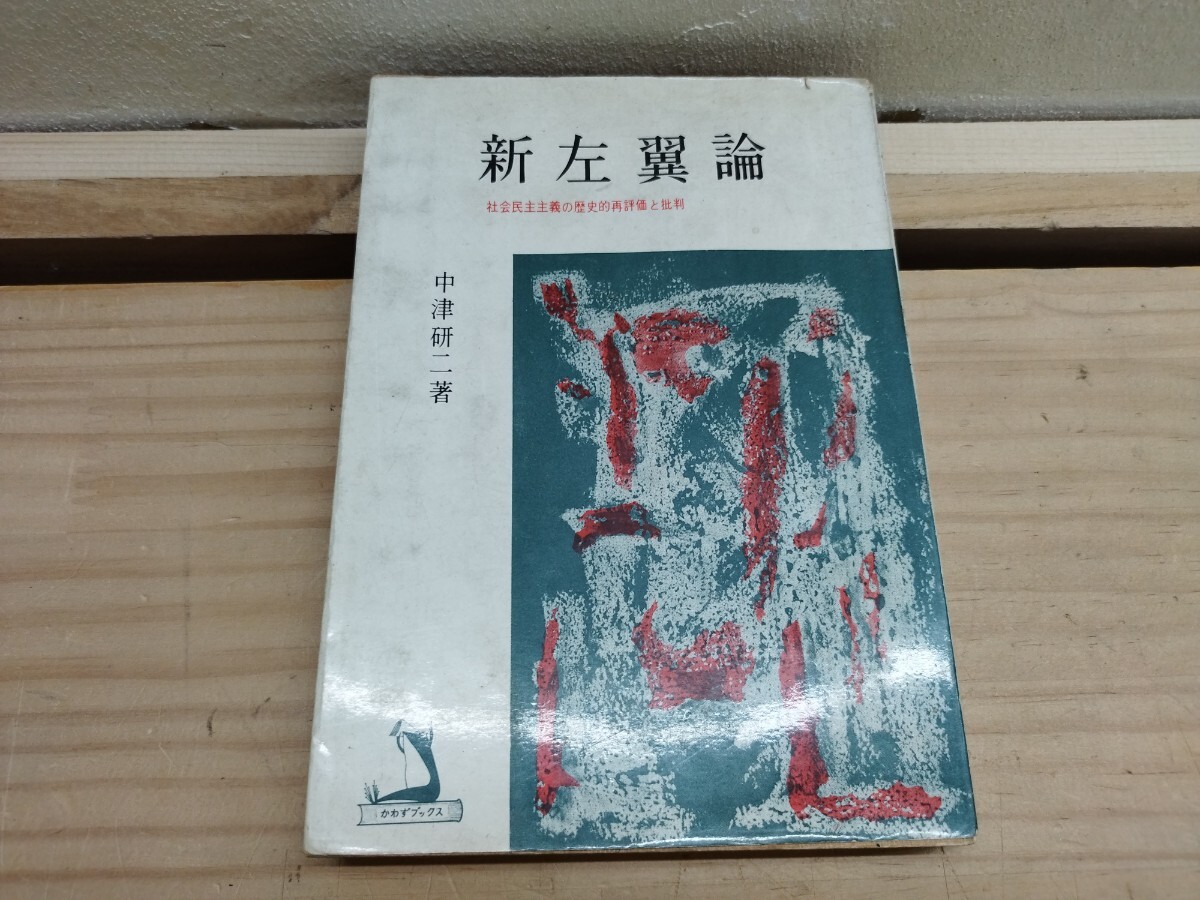 新左翼論
社会民主主義の歴史的再評価と批判
中津研二著
かわずブックス